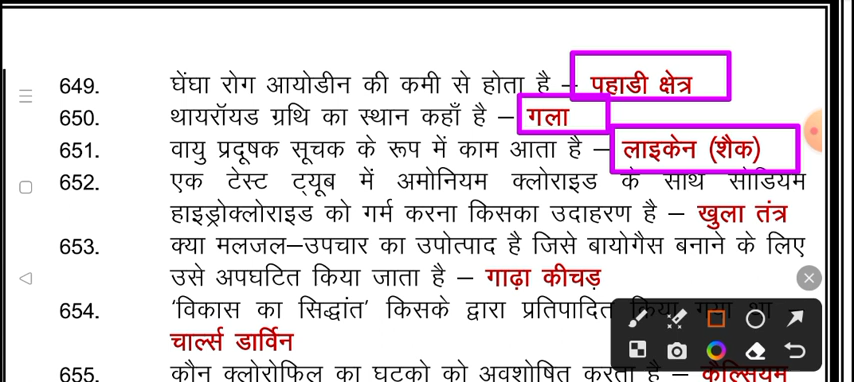 649. घेंघा रोग आयोडीन की कमी से होता है – पहाडी क्षेत्र
650. थायरॉयड ग्रथि का स्थान कहाँ है – गला
651. वायु प्रदूषक सूचक के रूप में काम आता है – लाइकेन (शैक)
652. एक टेस्ट ट्यूब में अमोनियम क्लोराइड के साथ सोडियम
हाइड्रोक्लोराइड को गर्म करना किसका उदाहरण है – खुला तंत्र
653. क्या मलजल–उपचार का उपोत्पाद है जिसे बायोगैस बनाने के लिए
उसे अपघटित किया जाता है – गाढ़ा कीचड़
654. 'विकास का सिद्धांत' किसके द्वारा प्रतिपादित किया गया था –
चार्ल्स डार्विन
655. कौन क्लोरोफिल का घटको को अवशोषित करता है – कैल्सियम